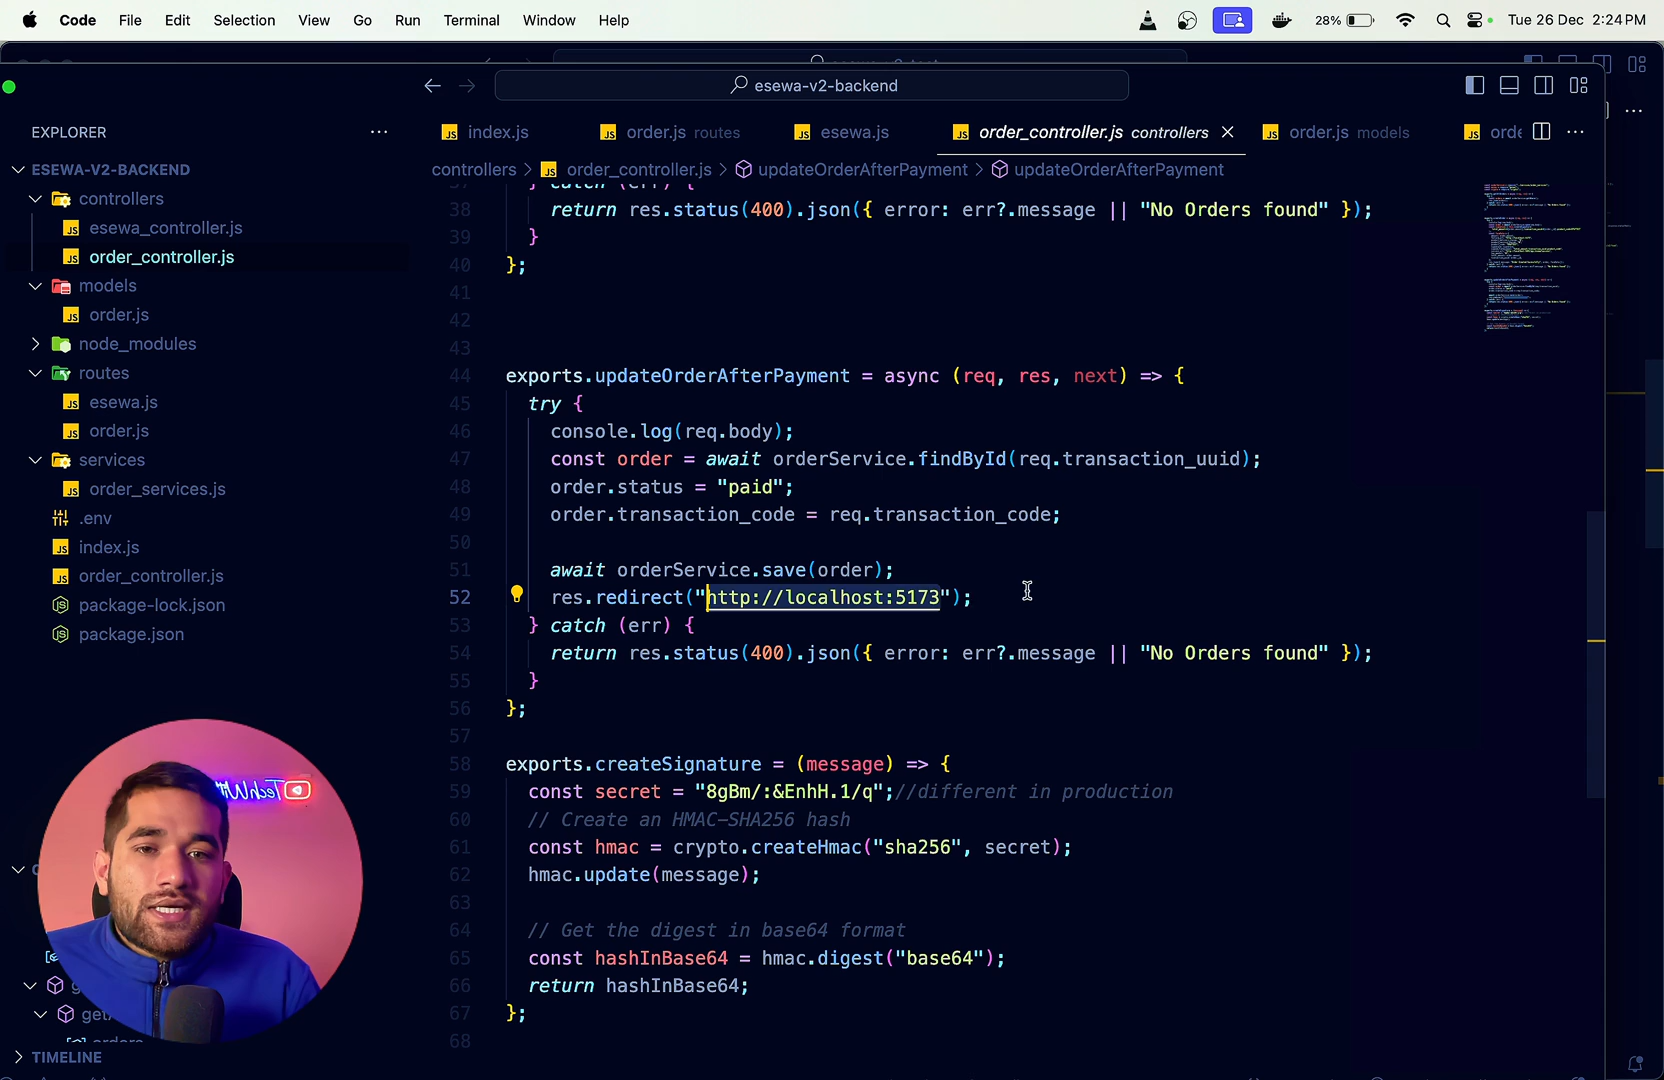 Code File Edit Selection View Go Run Terminal Window Help 28% Tue 26 Dec 2:24 PM
esewa-v2-backend
EXPLORER
ESEWA-V2-BACKEND
controllers
esewa_controller.js
order_controller.js
models
order.js
node_modules
routes
esewa.js
order.js
services
order_services.js
.env
index.js
order_controller.js
package-lock.json
package.json
TIMELINE
index.js order.js routes esewa.js order_controller.js controllers order.js models
controllers > order_controller.js > updateOrderAfterPayment > updateOrderAfterPayment
} catch (err) {
38 return res.status(400).json({ error: err?.message || "No Orders found" });
39 }
40 };
41
42
43
44 exports.updateOrderAfterPayment = async (req, res, next) => {
45 try {
46 console.log(req.body);
47 const order = await orderService.findById(req.transaction_uuid);
48 order.status = "paid";
49 order.transaction_code = req.transaction_code;
50
51 await orderService.save(order);
52 res.redirect("http://localhost:5173");
53 } catch (err) {
54 return res.status(400).json({ error: err?.message || "No Orders found" });
55 }
56 };
57
58 exports.createSignature = (message) => {
59 const secret = "8gBm/:&EnhH.1/q";//different in production
60 // Create an HMAC-SHA256 hash
61 const hmac = crypto.createHmac("sha256", secret);
62 hmac.update(message);
63
64 // Get the digest in base64 format
65 const hashInBase64 = hmac.digest("base64");
66 return hashInBase64;
67 };
68